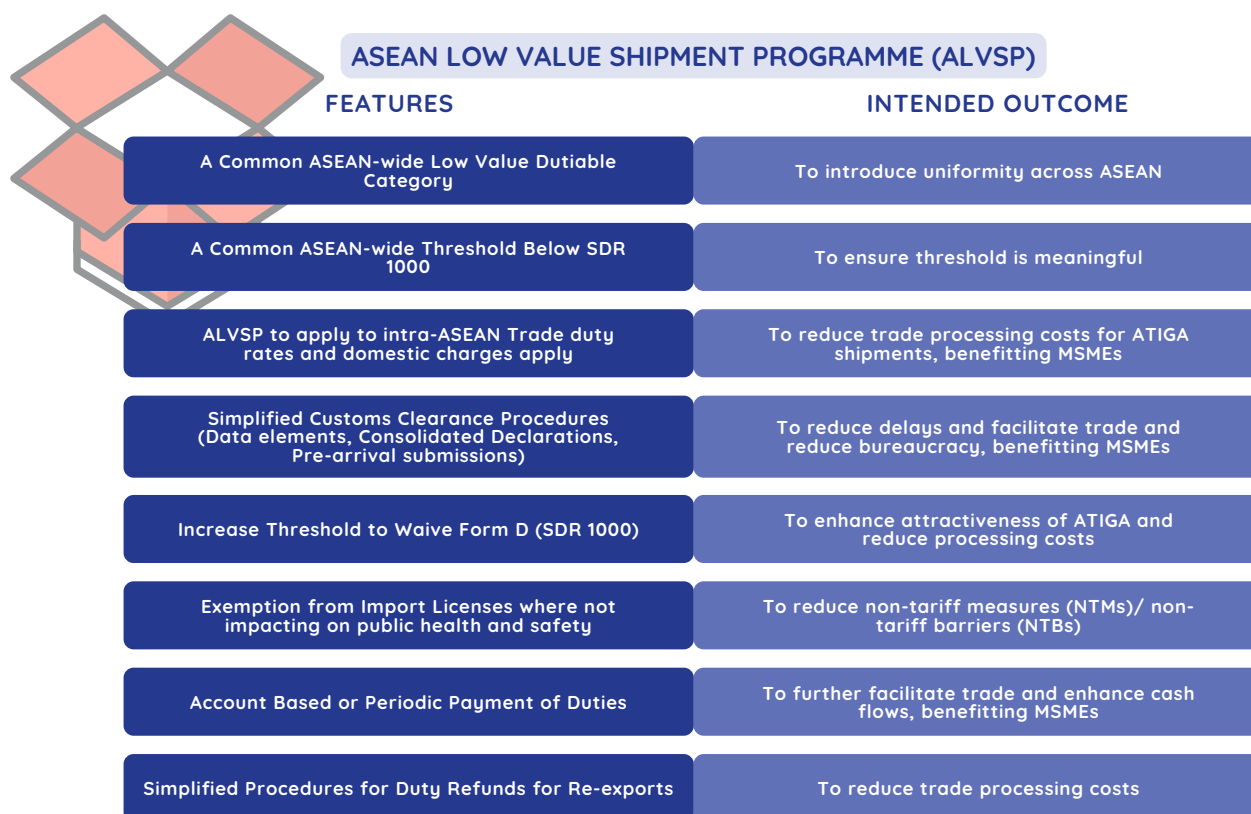 ASEAN LOW VALUE SHIPMENT PROGRAMME (ALVSP)
FEATURES
INTENDED OUTCOME
A Common ASEAN-wide Low Value Dutiable
Category
To introduce uniformity across ASEAN
A Common ASEAN-wide Threshold Below SDR
1000
To ensure threshold is meaningful
ALVSP to apply to intra-ASEAN Trade duty
rates and domestic charges apply
To reduce trade processing costs for ATIGA
shipments, benefitting MSMEs
Simplified Customs Clearance Procedures
(Data elements, Consolidated Declarations,
Pre-arrival submissions)
To reduce delays and facilitate trade and
reduce bureaucracy, benefitting MSMEs
Increase Threshold to Waive Form D (SDR 1000)
To enhance attractiveness of ATIGA and
reduce processing costs
Exemption from Import Licenses where not
impacting on public health and safety
To reduce non-tariff measures (NTMs)/ non-
tariff barriers (NTBs)
Account Based or Periodic Payment of Duties
To further facilitate trade and enhance cash
flows, benefitting MSMEs
Simplified Procedures for Duty Refunds for Re-exports
To reduce trade processing costs